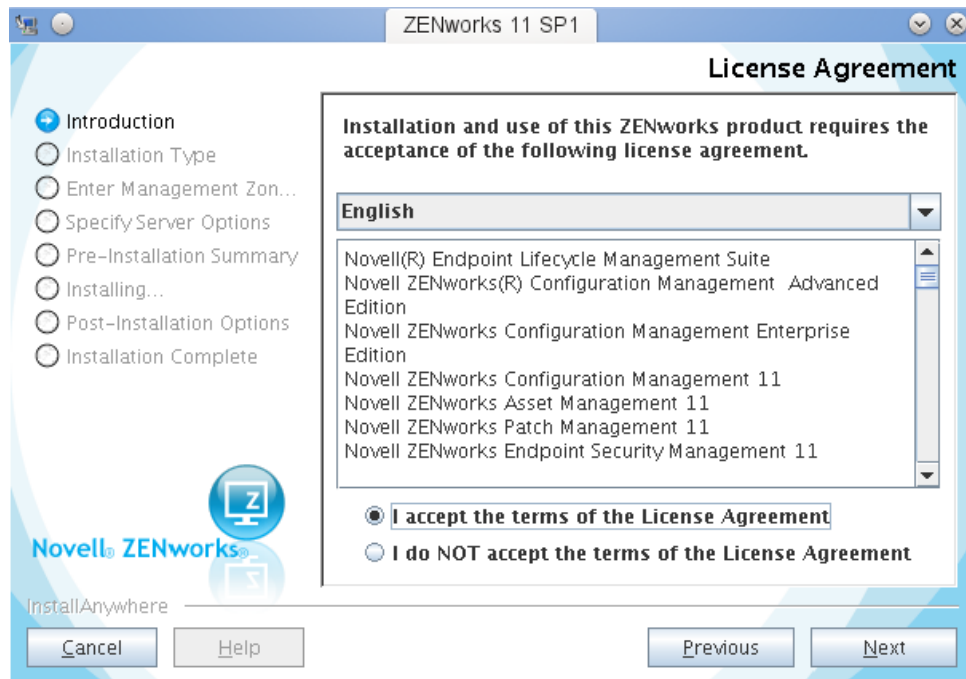 ZENworks 11 SP1
License Agreement
Introduction
Installation Type
Enter Management Zon...
Specify Server Options
Pre-Installation Summary
Installing...
Post-Installation Options
Installation Complete
Installation and use of this ZENworks product requires the
acceptance of the following license agreement.
English
Novell(R) Endpoint Lifecycle Management Suite
Novell ZENworks(R) Configuration Management  Advanced
Edition
Novell ZENworks Configuration Management Enterprise
Edition
Novell ZENworks Configuration Management 11
Novell ZENworks Asset Management 11
Novell ZENworks Patch Management 11
Novell ZENworks Endpoint Security Management 11
I accept the terms of the License Agreement
I do NOT accept the terms of the License Agreement
Z
Novell® ZENworks®
InstallAnywhere
Cancel
Help
Previous
Next